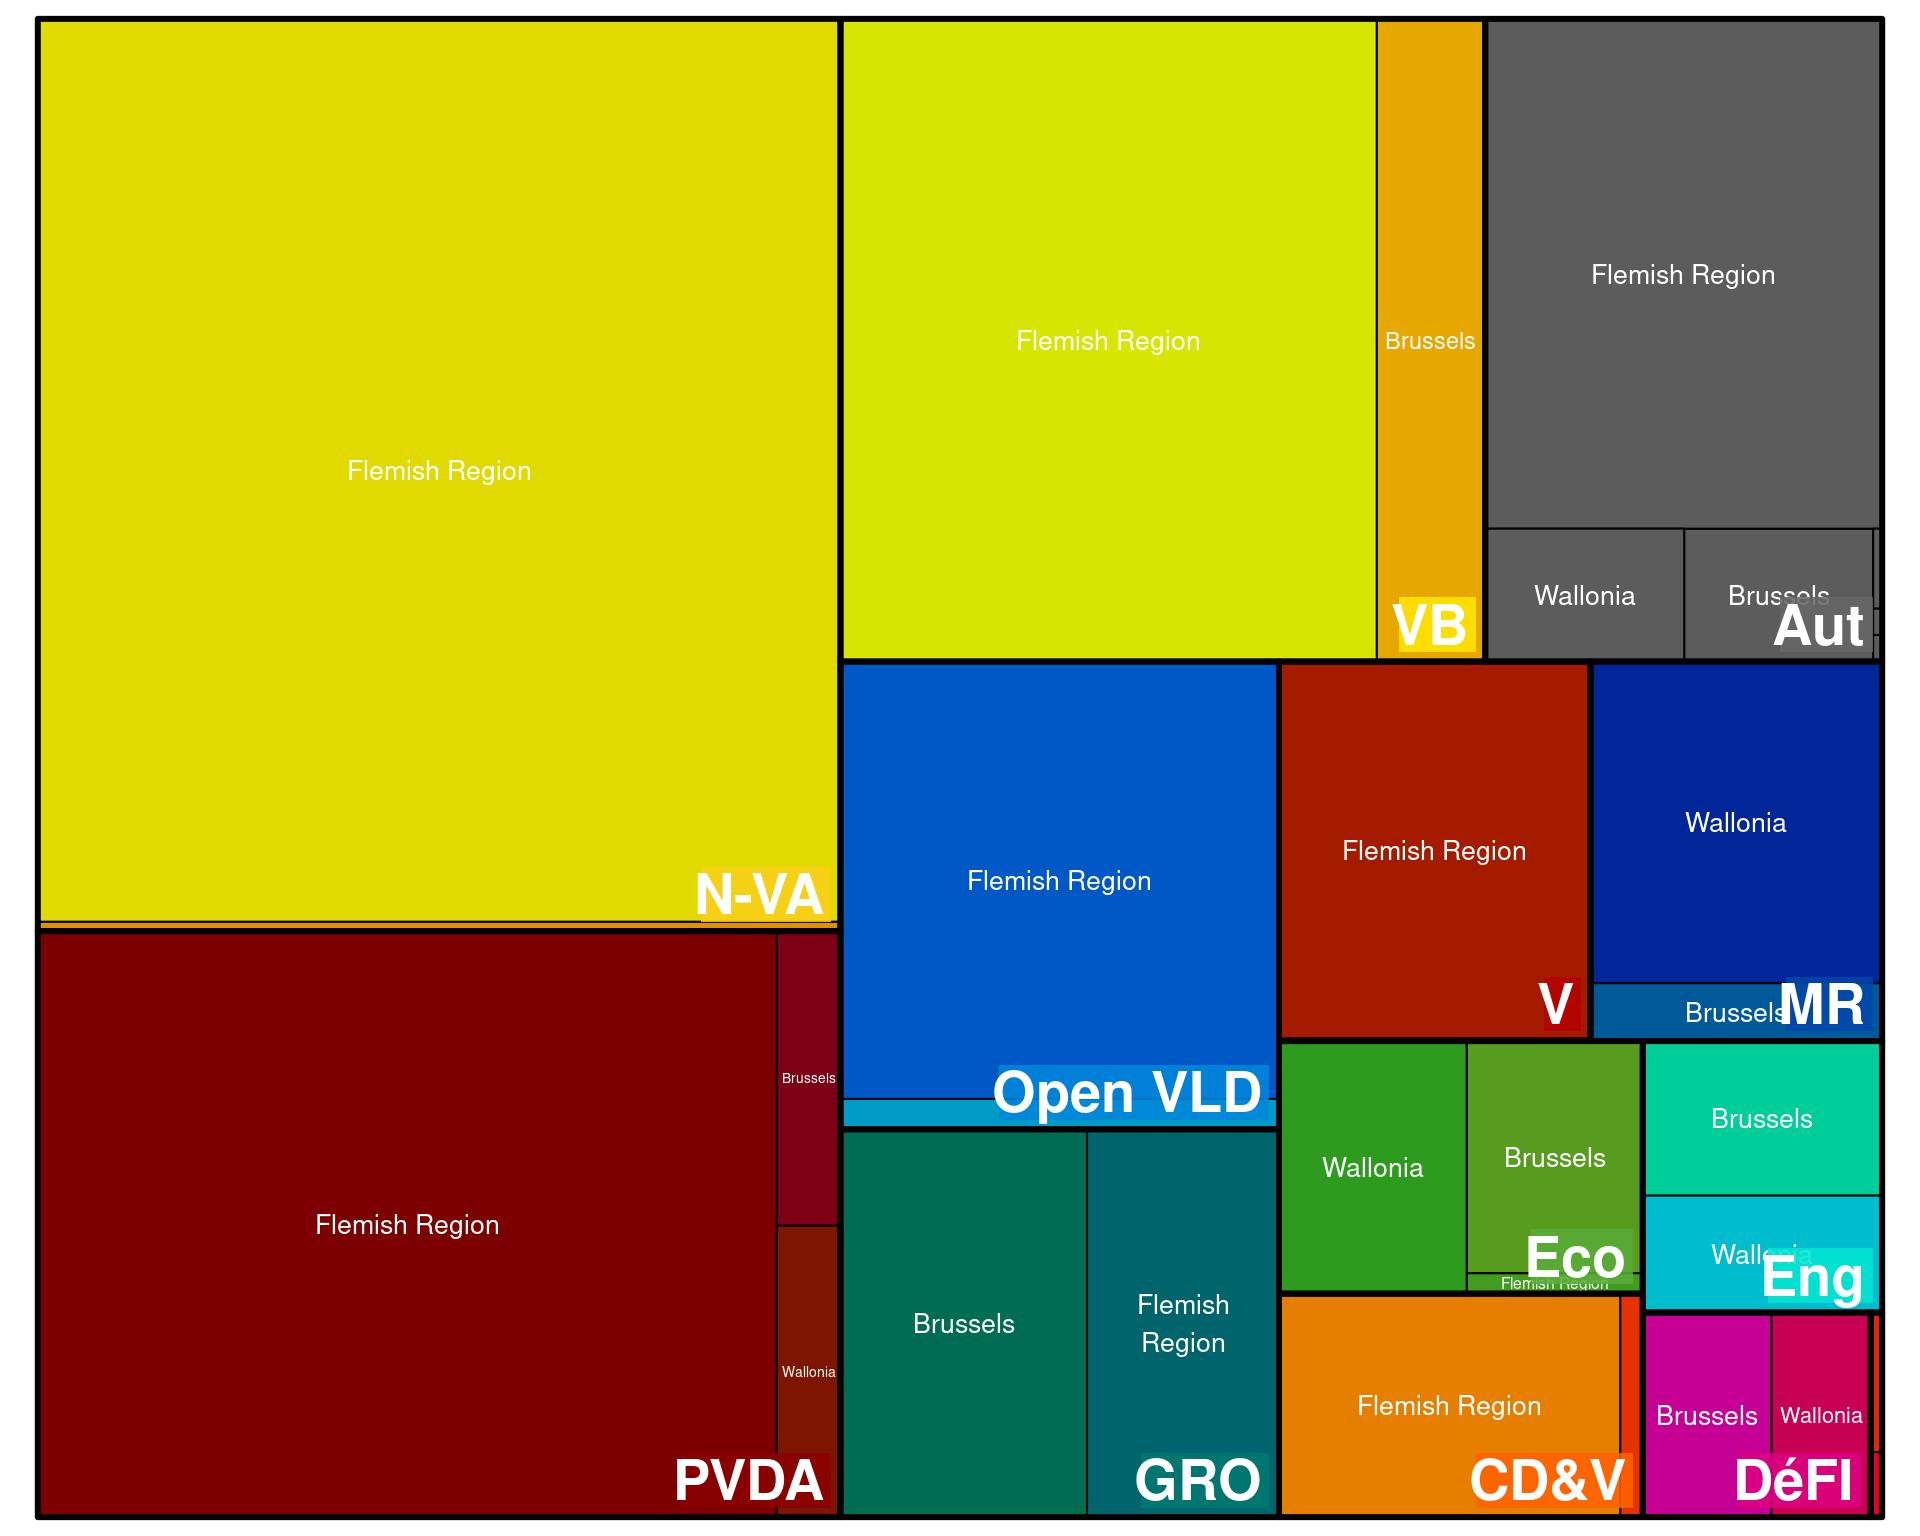 Flemish Region
N-VA
Flemish Region
Brussels
Wallonia
PVDA
Flemish Region
Brussels
VB
Flemish Region
Wallonia
Brussels
Aut
Flemish Region
Open VLD
Flemish Region
V
Wallonia
Brussels
MR
Brussels
Flemish
Region
GRO
Wallonia
Brussels
Flemish Region
Eco
Brussels
Wallonia
Eng
Flemish Region
CD&V
Brussels
Wallonia
DéFI